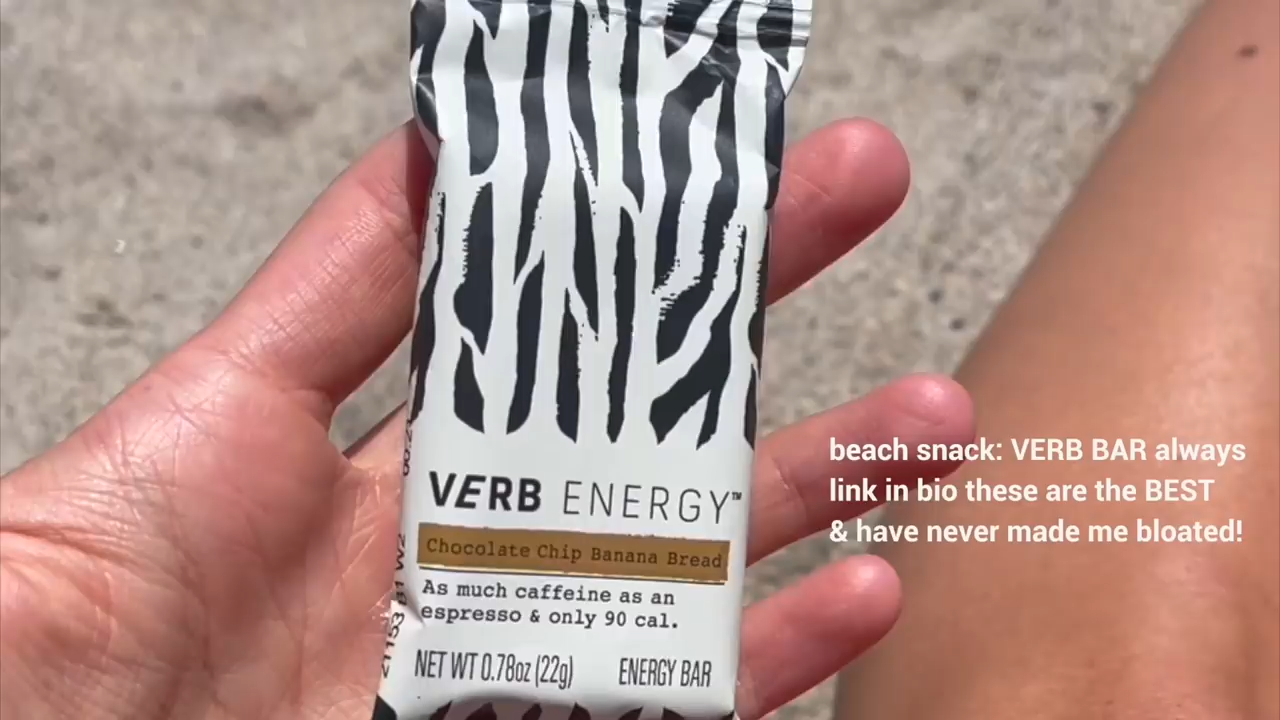 VERB ENERGY™
Chocolate Chip Banana Bread
As much caffeine as an
espresso & only 90 cal.
NET WT 0.78oz (22g) ENERGY BAR
beach snack: VERB BAR always
link in bio these are the BEST
& have never made me bloated!